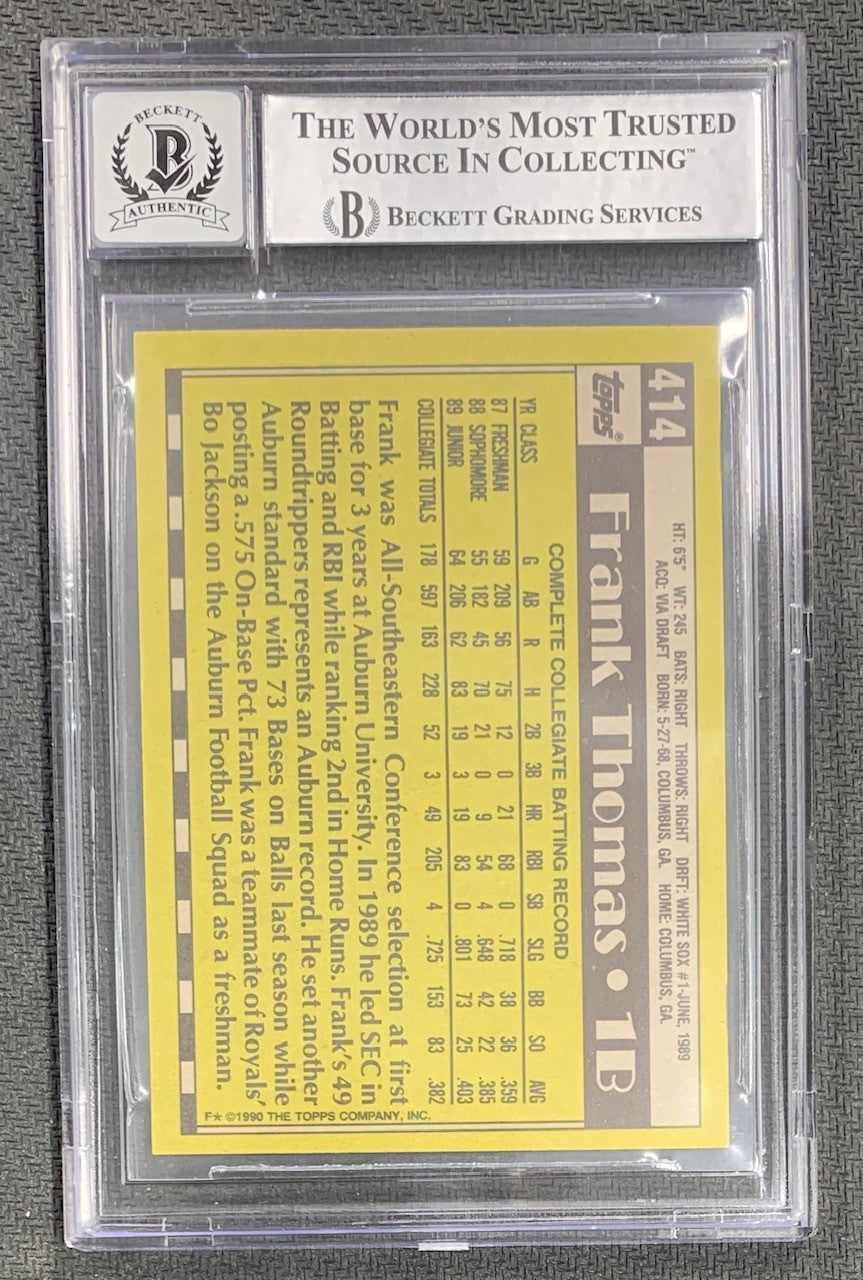 BECKETT
B
AUTHENTIC
THE WORLD'S MOST TRUSTED
SOURCE IN COLLECTING™
B BECKETT GRADING SERVICES
414
HT: 6'5" WT: 245 BATS: RIGHT THROWS: RIGHT DRFT: WHITE SOX #1-JUNE, 1989
ACQ: VIA DRAFT BORN: 5-27-68, COLUMBUS, GA. HOME: COLUMBUS, GA.
topps® Frank Thomas • 1B
COMPLETE COLLEGIATE BATTING RECORD
YR CLASS G AB R H 2B 3B HR RBI SB SLG BB SO AVG
87 FRESHMAN 59 209 56 75 12 0 21 68 0 .718 38 36 .359
88 SOPHOMORE 55 182 45 70 21 0 9 54 4 .648 42 22 .385
89 JUNIOR 64 206 62 83 19 3 19 83 0 .801 73 25 .403
COLLEGIATE TOTALS 178 597 163 228 52 3 49 205 4 .725 153 83 .382
Frank was All-Southeastern Conference selection at first
base for 3 years at Auburn University. In 1989 he led SEC in
Batting and RBI while ranking 2nd in Home Runs. Frank's 49
Roundtrippers represents an Auburn record. He set another
Auburn standard with 73 Bases on Balls last season while
posting a .575 On-Base Pct. Frank was a teammate of Royals'
Bo Jackson on the Auburn Football Squad as a freshman.
F* ©1990 THE TOPPS COMPANY, INC.